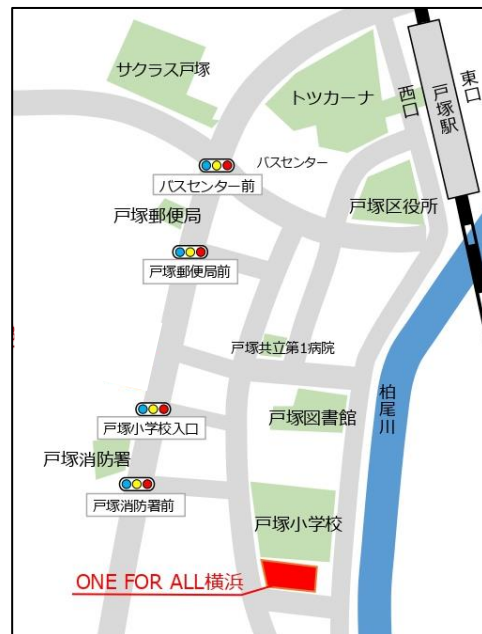 サクラス戸塚
トツカーナ
西口
戸塚駅
東口
バスセンター
バスセンター前
戸塚郵便局
戸塚区役所
戸塚郵便局前
戸塚共立第1病院
柏尾川
戸塚小学校入口
戸塚図書館
戸塚消防署
戸塚消防署前
戸塚小学校
ONE FOR ALL横浜